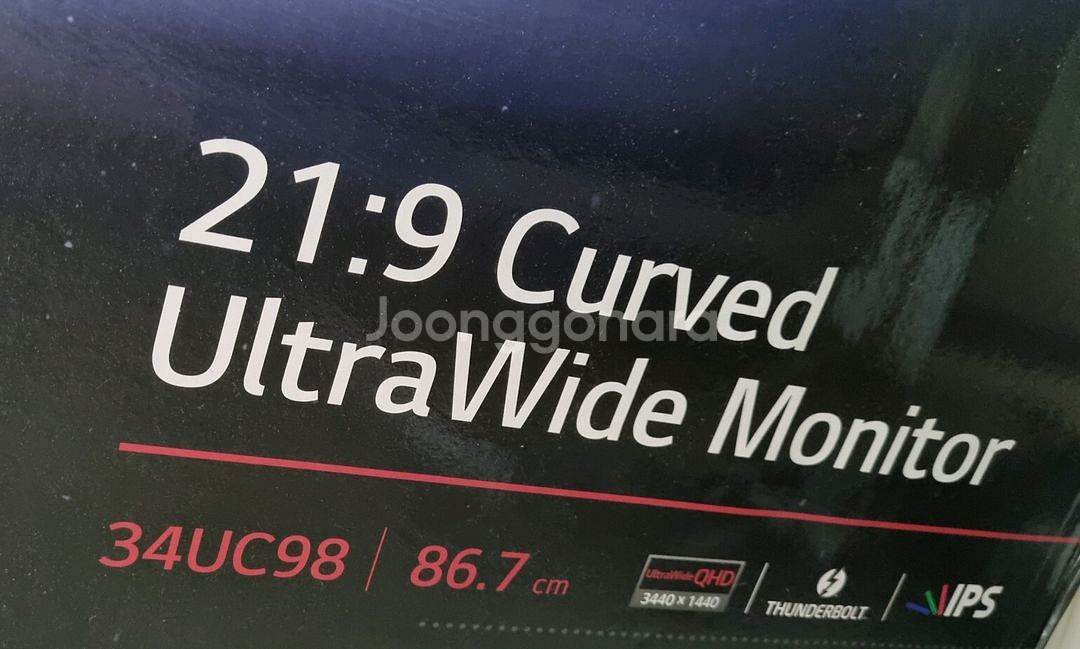 21:9 Curved
UltraWide Monitor
Joonggonara
34UC98 | 86.7 cm
UltraWide QHD
3440 x 1440
THUNDERBOLT
IPS